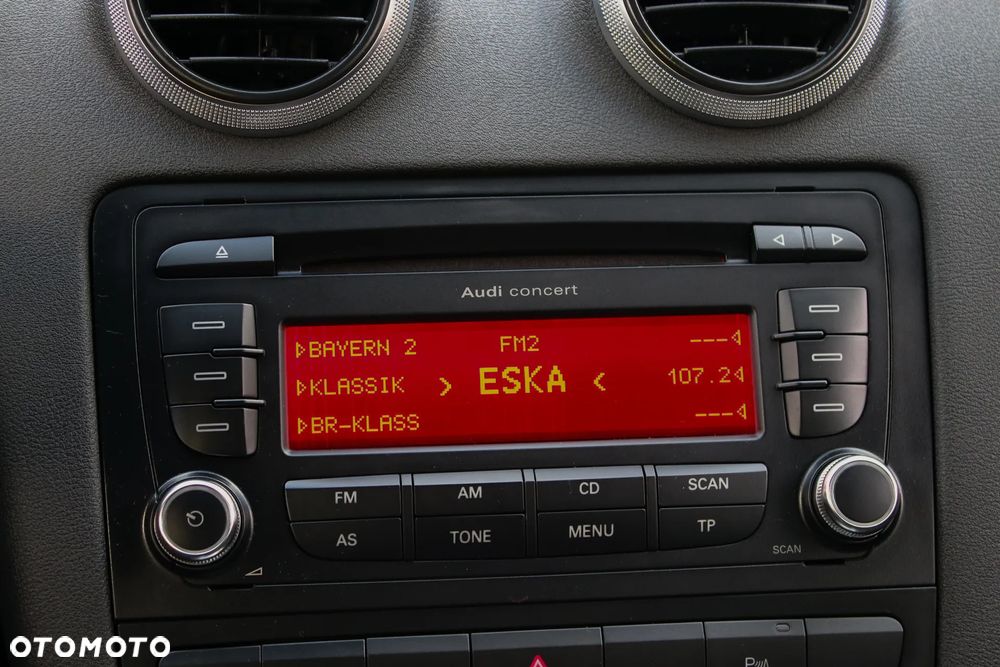 Audi concert
▷BAYERN 2 FM2 ---◁
▷KLASSIK > ESKA < 107.2◁
▷BR-KLASS ---◁
FM AM CD SCAN
AS TONE MENU TP
SCAN
P
OTOMOTO